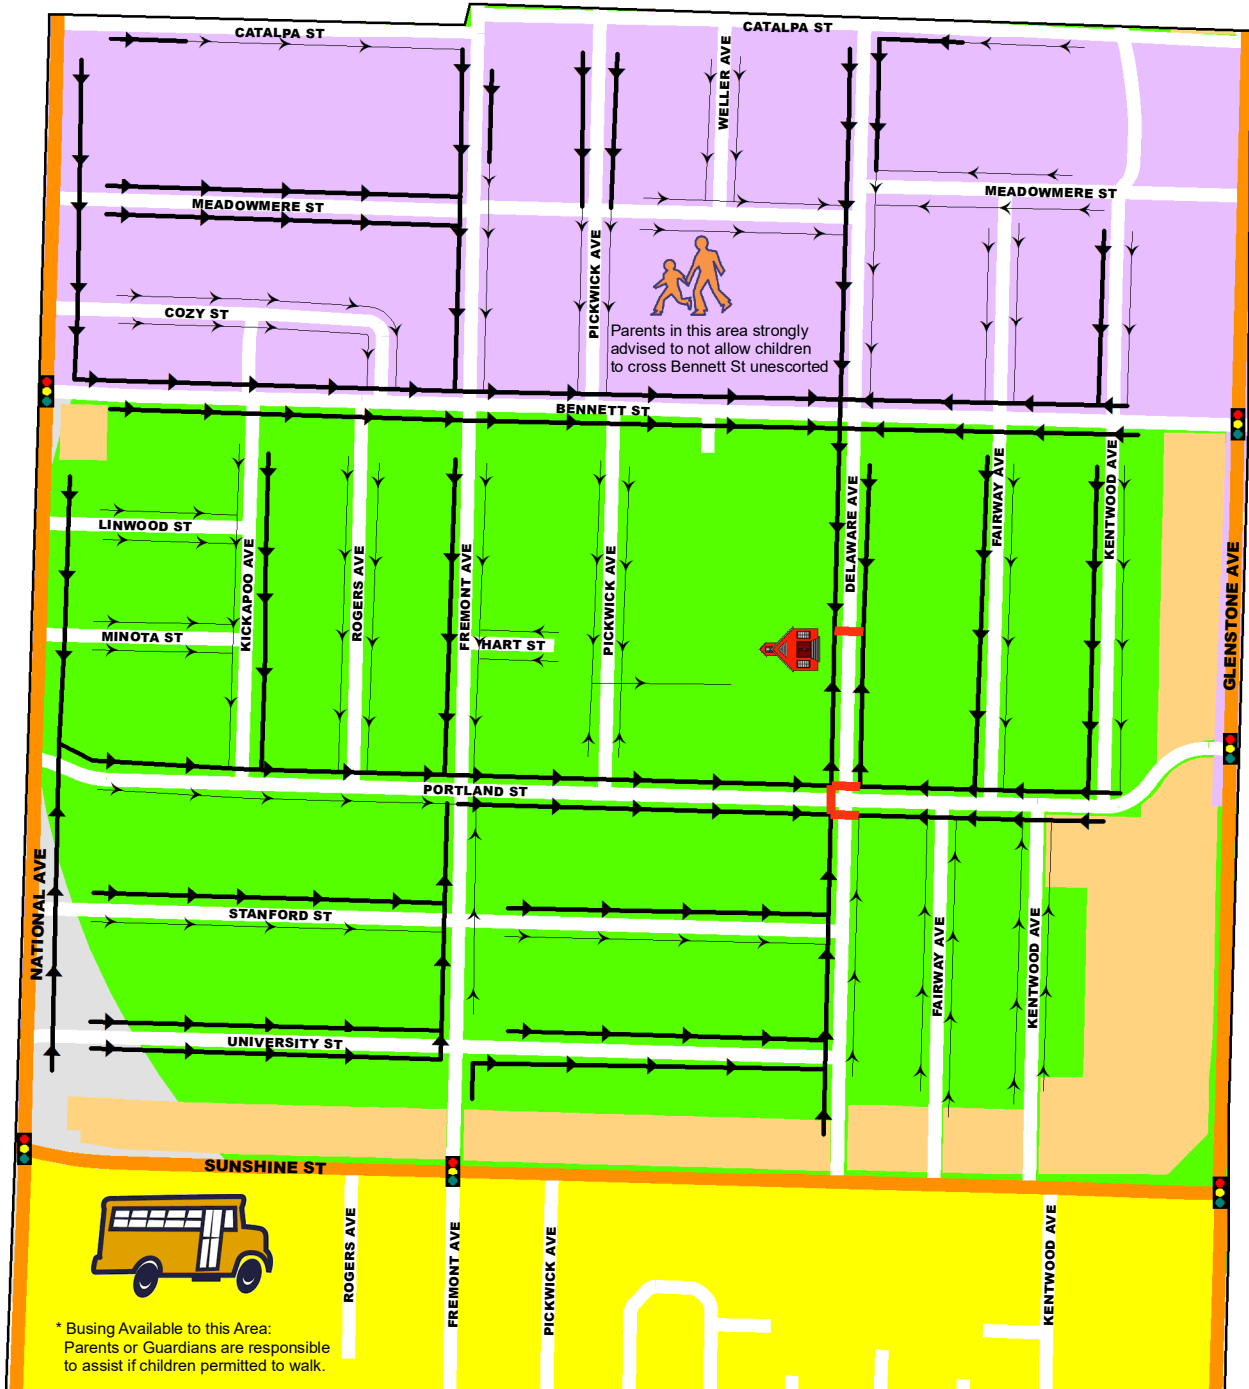 CATALPA ST
CATALPA ST
WELLER AVE
MEADOWMERE ST
MEADOWMERE ST
PICKWICK AVE
COZY ST
Parents in this area strongly
advised to not allow children
to cross Bennett St unescorted
BENNETT ST
LINWOOD ST
KICKAPOO AVE
ROGERS AVE
FREMONT AVE
PICKWICK AVE
DELAWARE AVE
FAIRWAY AVE
KENTWOOD AVE
GLENSTONE AVE
MINOTA ST
HART ST
PORTLAND ST
NATIONAL AVE
STANFORD ST
FAIRWAY AVE
KENTWOOD AVE
UNIVERSITY ST
SUNSHINE ST
ROGERS AVE
FREMONT AVE
PICKWICK AVE
KENTWOOD AVE
* Busing Available to this Area:
Parents or Guardians are responsible
to assist if children permitted to walk.